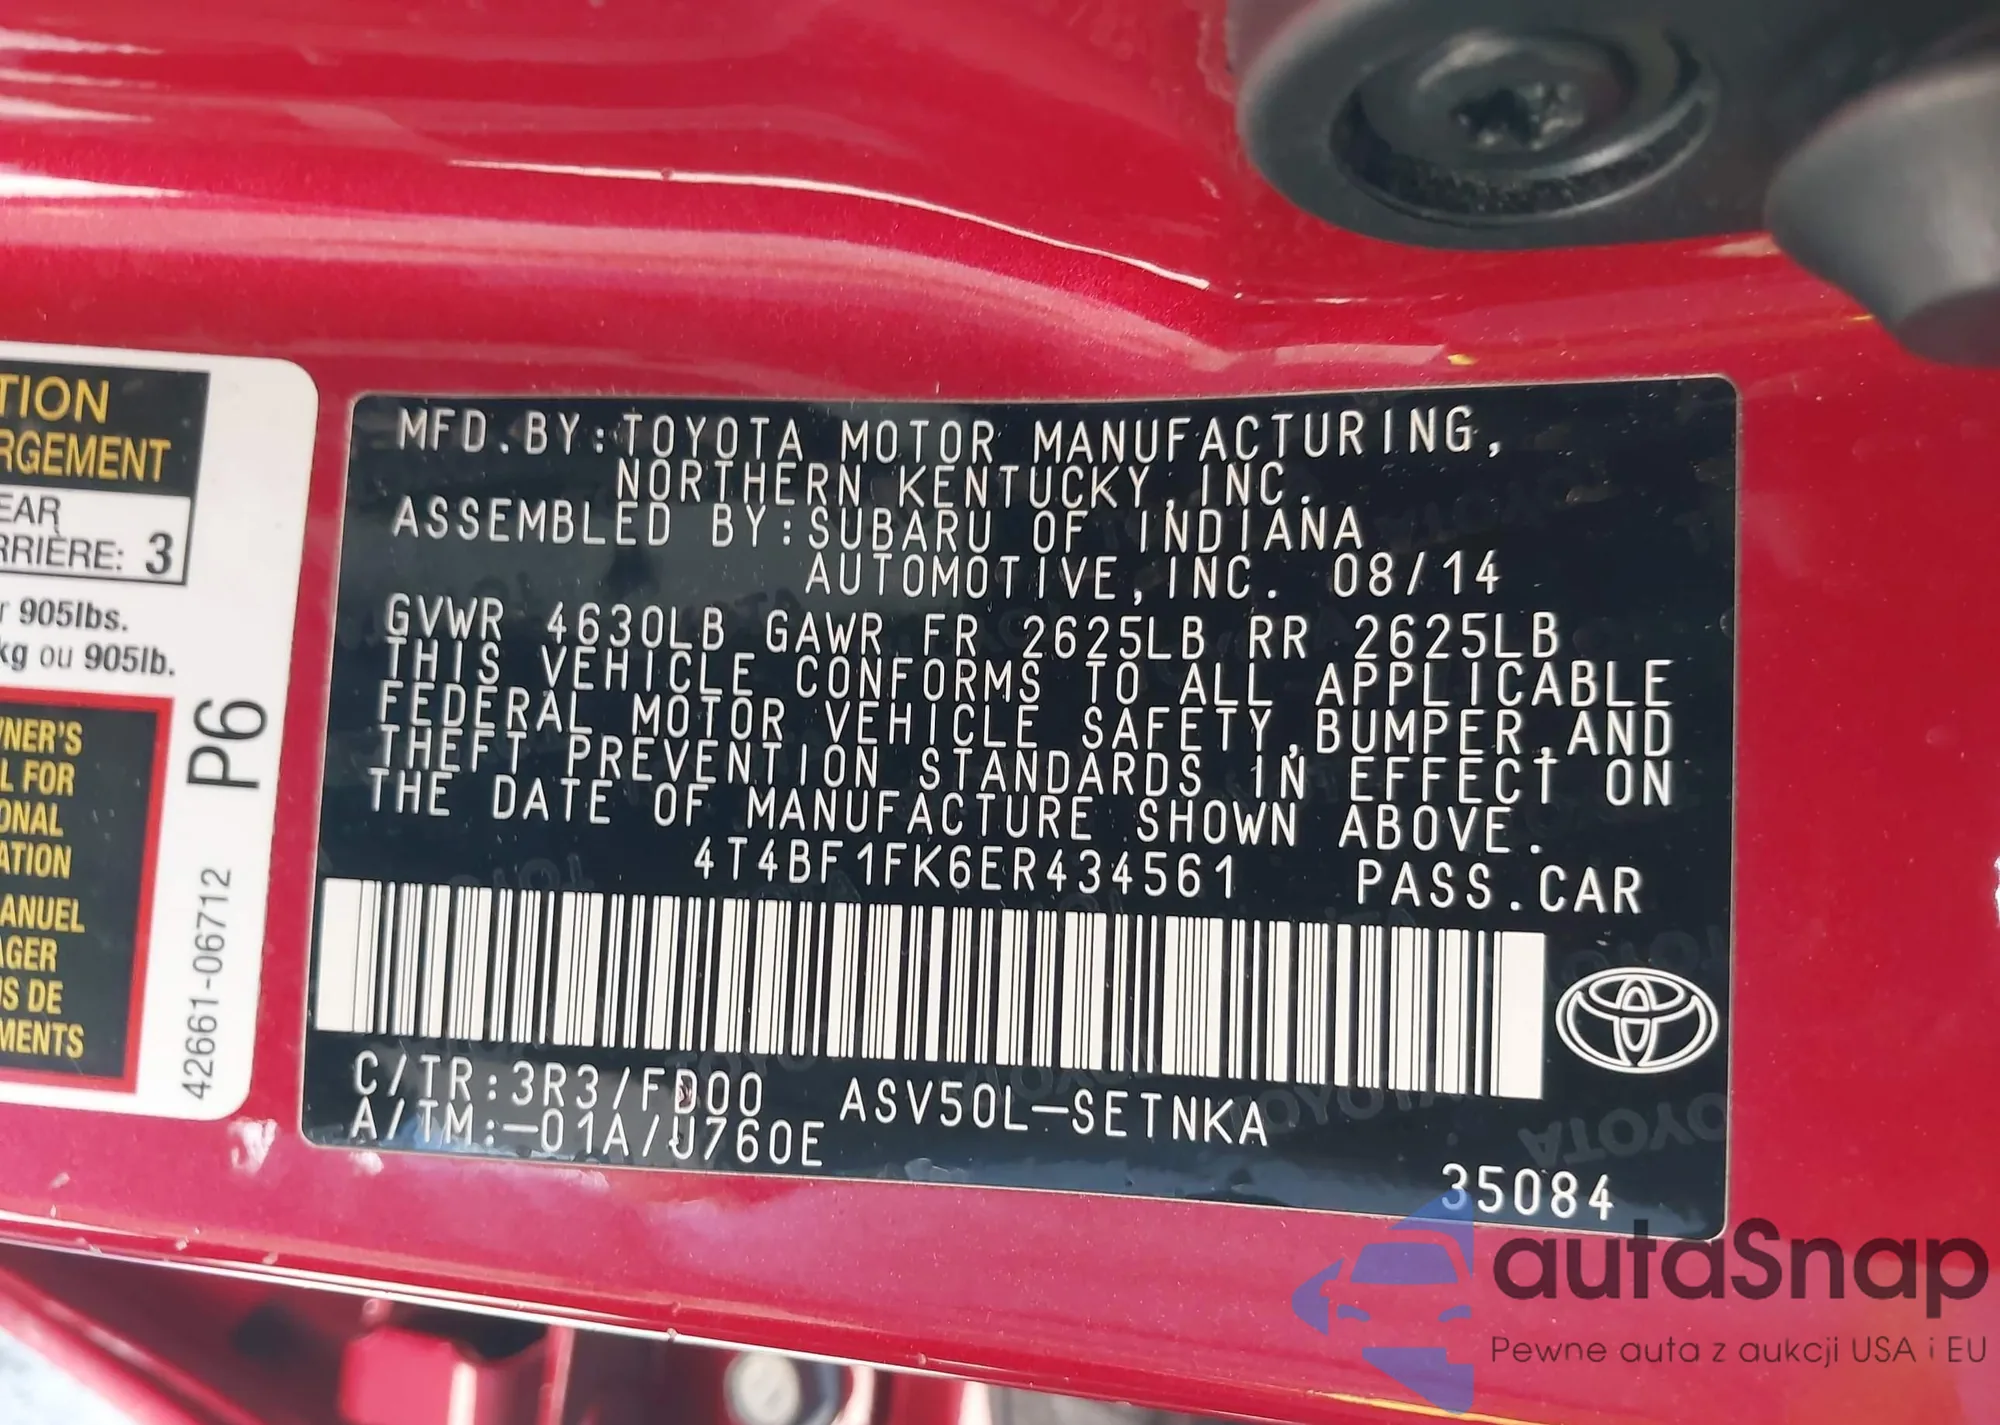 TION
RGEMENT
EAR
RRIÈRE: 3
r 905lbs.
kg ou 905lb.
WNER'S
L FOR
ONAL
ATION
ANUEL
AGER
US DE
MENTS
P6
42661-06712
MFD.BY:TOYOTA MOTOR MANUFACTURING,
NORTHERN KENTUCKY,INC.
ASSEMBLED BY:SUBARU OF INDIANA
AUTOMOTIVE,INC. 08/14
GVWR 4630LB GAWR FR 2625LB RR 2625LB
THIS VEHICLE CONFORMS TO ALL APPLICABLE
FEDERAL MOTOR VEHICLE SAFETY,BUMPER,AND
THEFT PREVENTION STANDARDS IN EFFECT ON
THE DATE OF MANUFACTURE SHOWN ABOVE.
4T4BF1FK6ER434561 PASS.CAR
C/TR:3R3/FD00 ASV50L-SETNKA
A/TM:-01A/U760E
35084
TOYOTA
autaSnap
Pewne auta z aukcji USA i EU